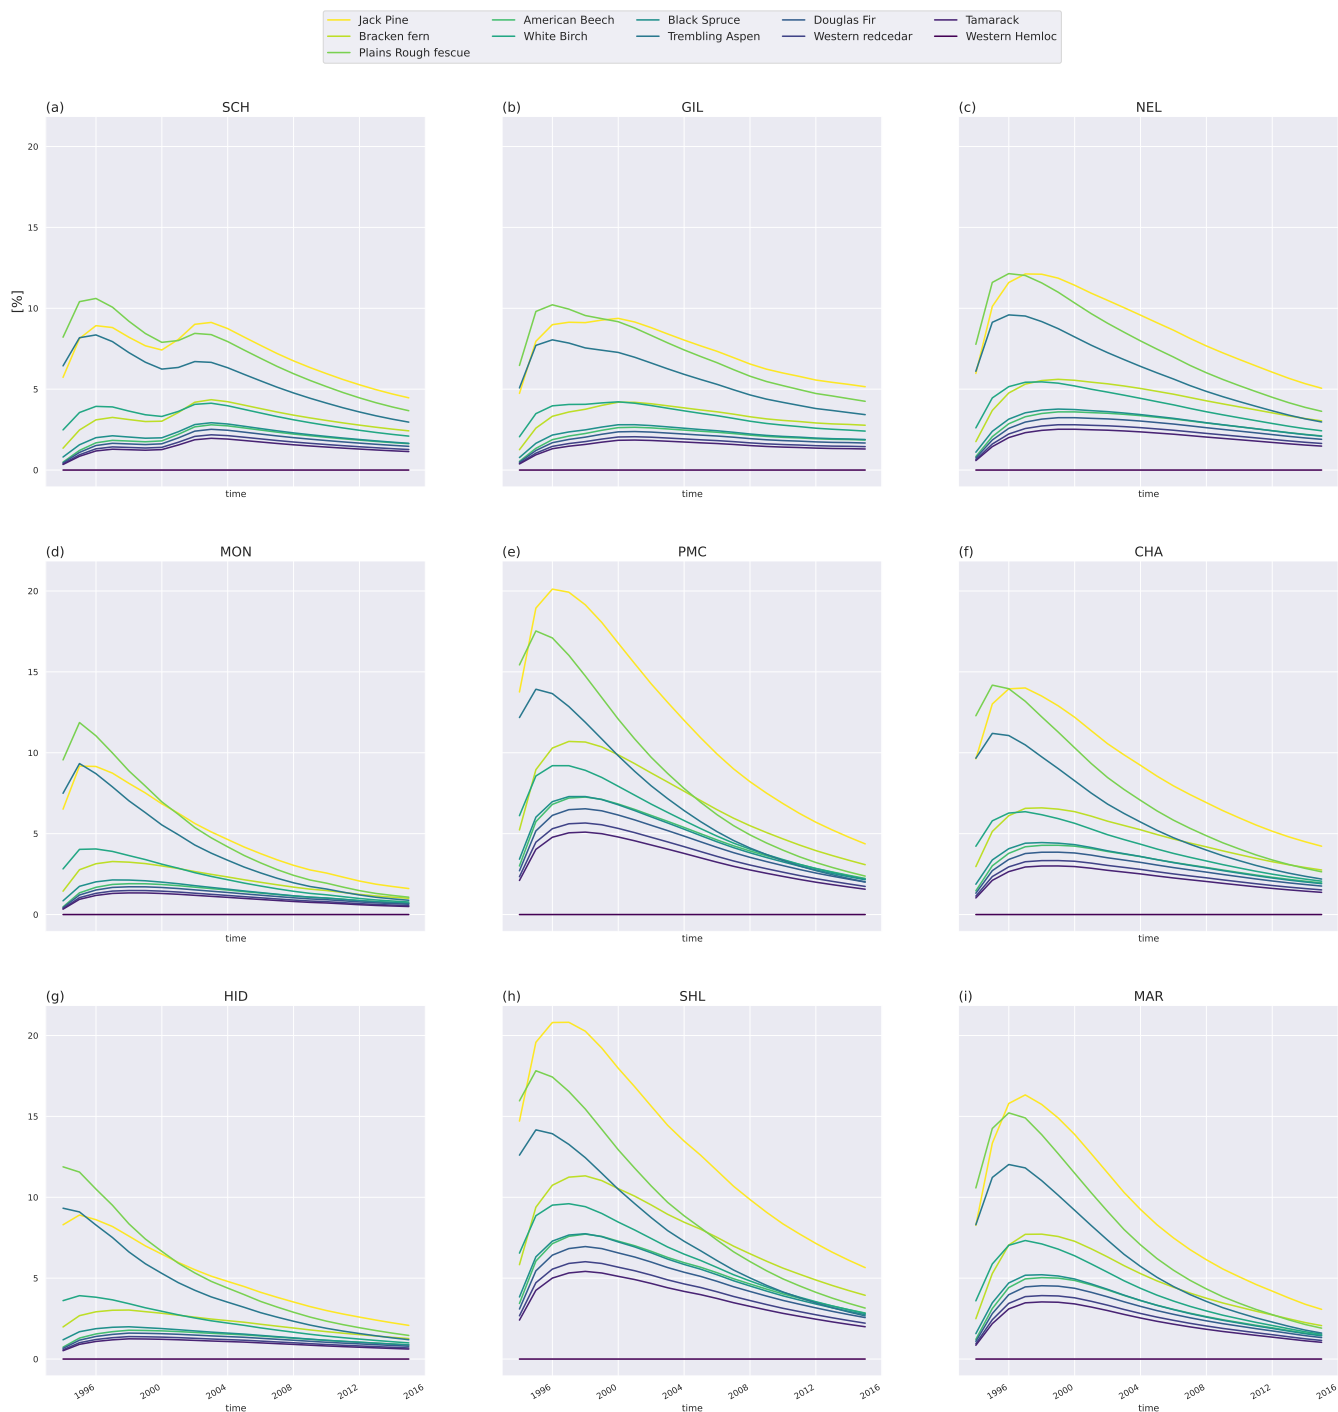 Jack Pine American Beech Black Spruce Douglas Fir Tamarack
Bracken fern White Birch Trembling Aspen Western redcedar Western Hemloc
Plains Rough fescue
(a) SCH (b) GIL (c) NEL
20
15
10
5
0
[%]
time time time
(d) MON (e) PMC (f) CHA
20
15
10
5
0
time time time
(g) HID (h) SHL (i) MAR
20
15
10
5
0
1996 2000 2004 2008 2012 2016 1996 2000 2004 2008 2012 2016 1996 2000 2004 2008 2012 2016
time time time